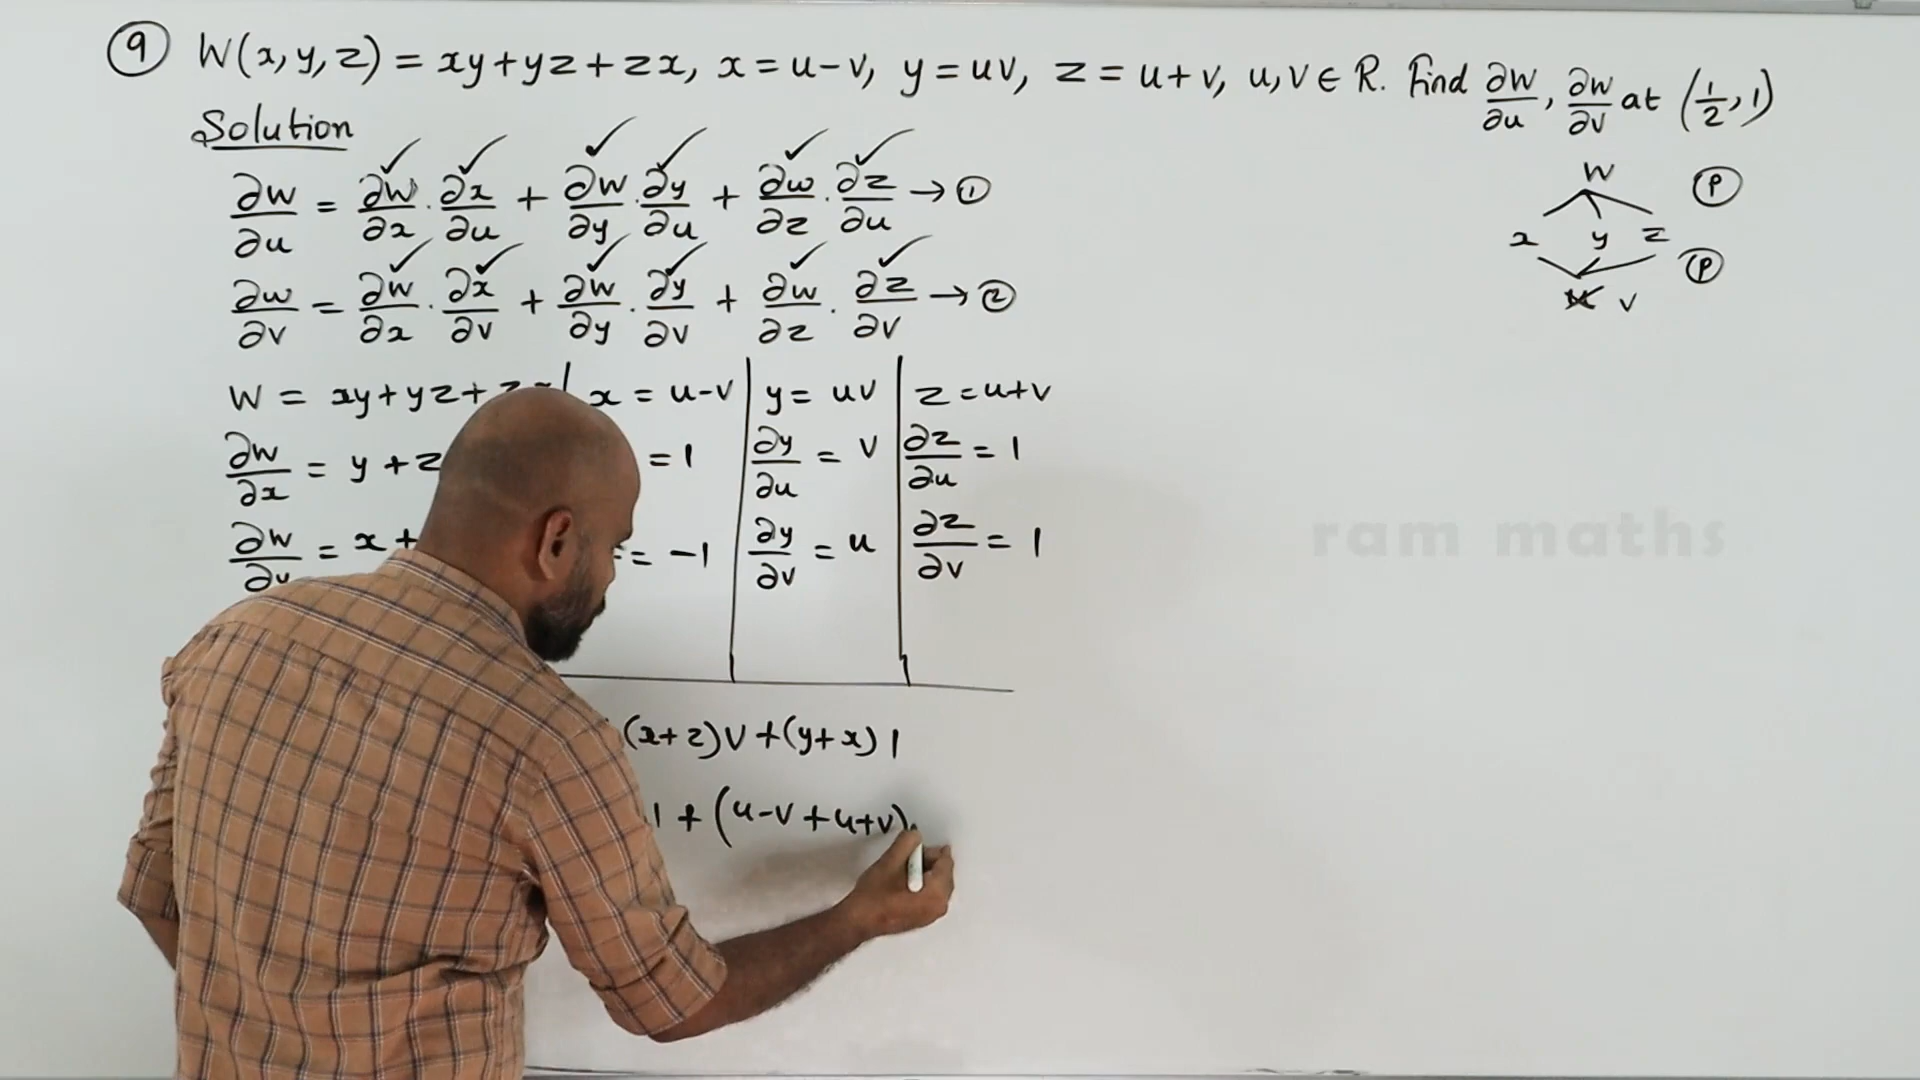 ⑨ W(x,y,z) = xy+yz+zx, x=u-v, y=uv, z=u+v, u,v∈R. Find ∂W/∂u, ∂W/∂v at (1/2,1)
Solution
∂W/∂u = ∂W/∂x · ∂x/∂u + ∂W/∂y · ∂y/∂u + ∂w/∂z · ∂z/∂u → ①
∂w/∂v = ∂w/∂x · ∂x/∂v + ∂w/∂y · ∂y/∂v + ∂w/∂z · ∂z/∂v → ②
W P
x y z
P
v
W = xy+yz+ x = u-v y = uv z = u+v
∂W/∂x = y+z = 1 ∂y/∂u = v ∂z/∂u = 1
∂W/∂y = x+ = -1 ∂y/∂v = u ∂z/∂v = 1
(x+z)v+(y+x)1
1 + (u-v+u+v)
ram maths